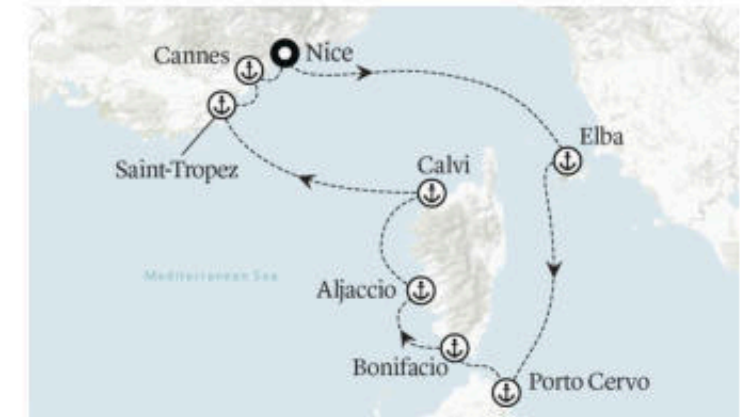 Cannes
Nice
Elba
Saint-Tropez
Calvi
Mediterranean Sea
Aljaccio
Bonifacio
Porto Cervo